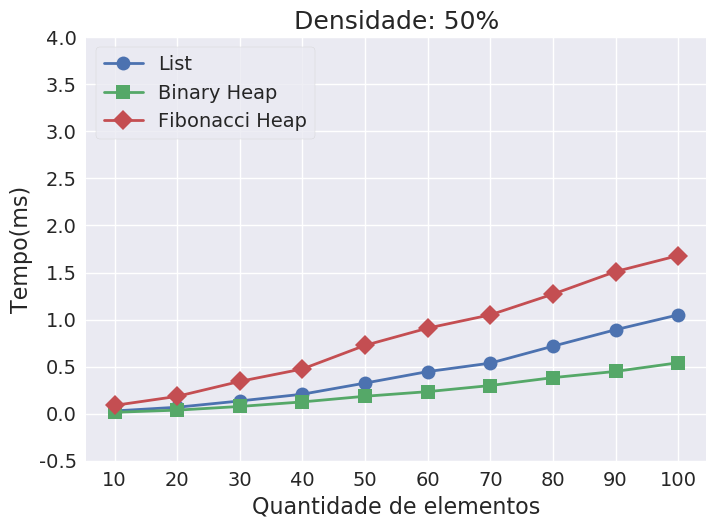 Densidade: 50%
4.0
3.5
3.0
2.5
2.0
1.5
1.0
0.5
0.0
-0.5
Tempo(ms)
List
Binary Heap
Fibonacci Heap
10 20 30 40 50 60 70 80 90 100
Quantidade de elementos